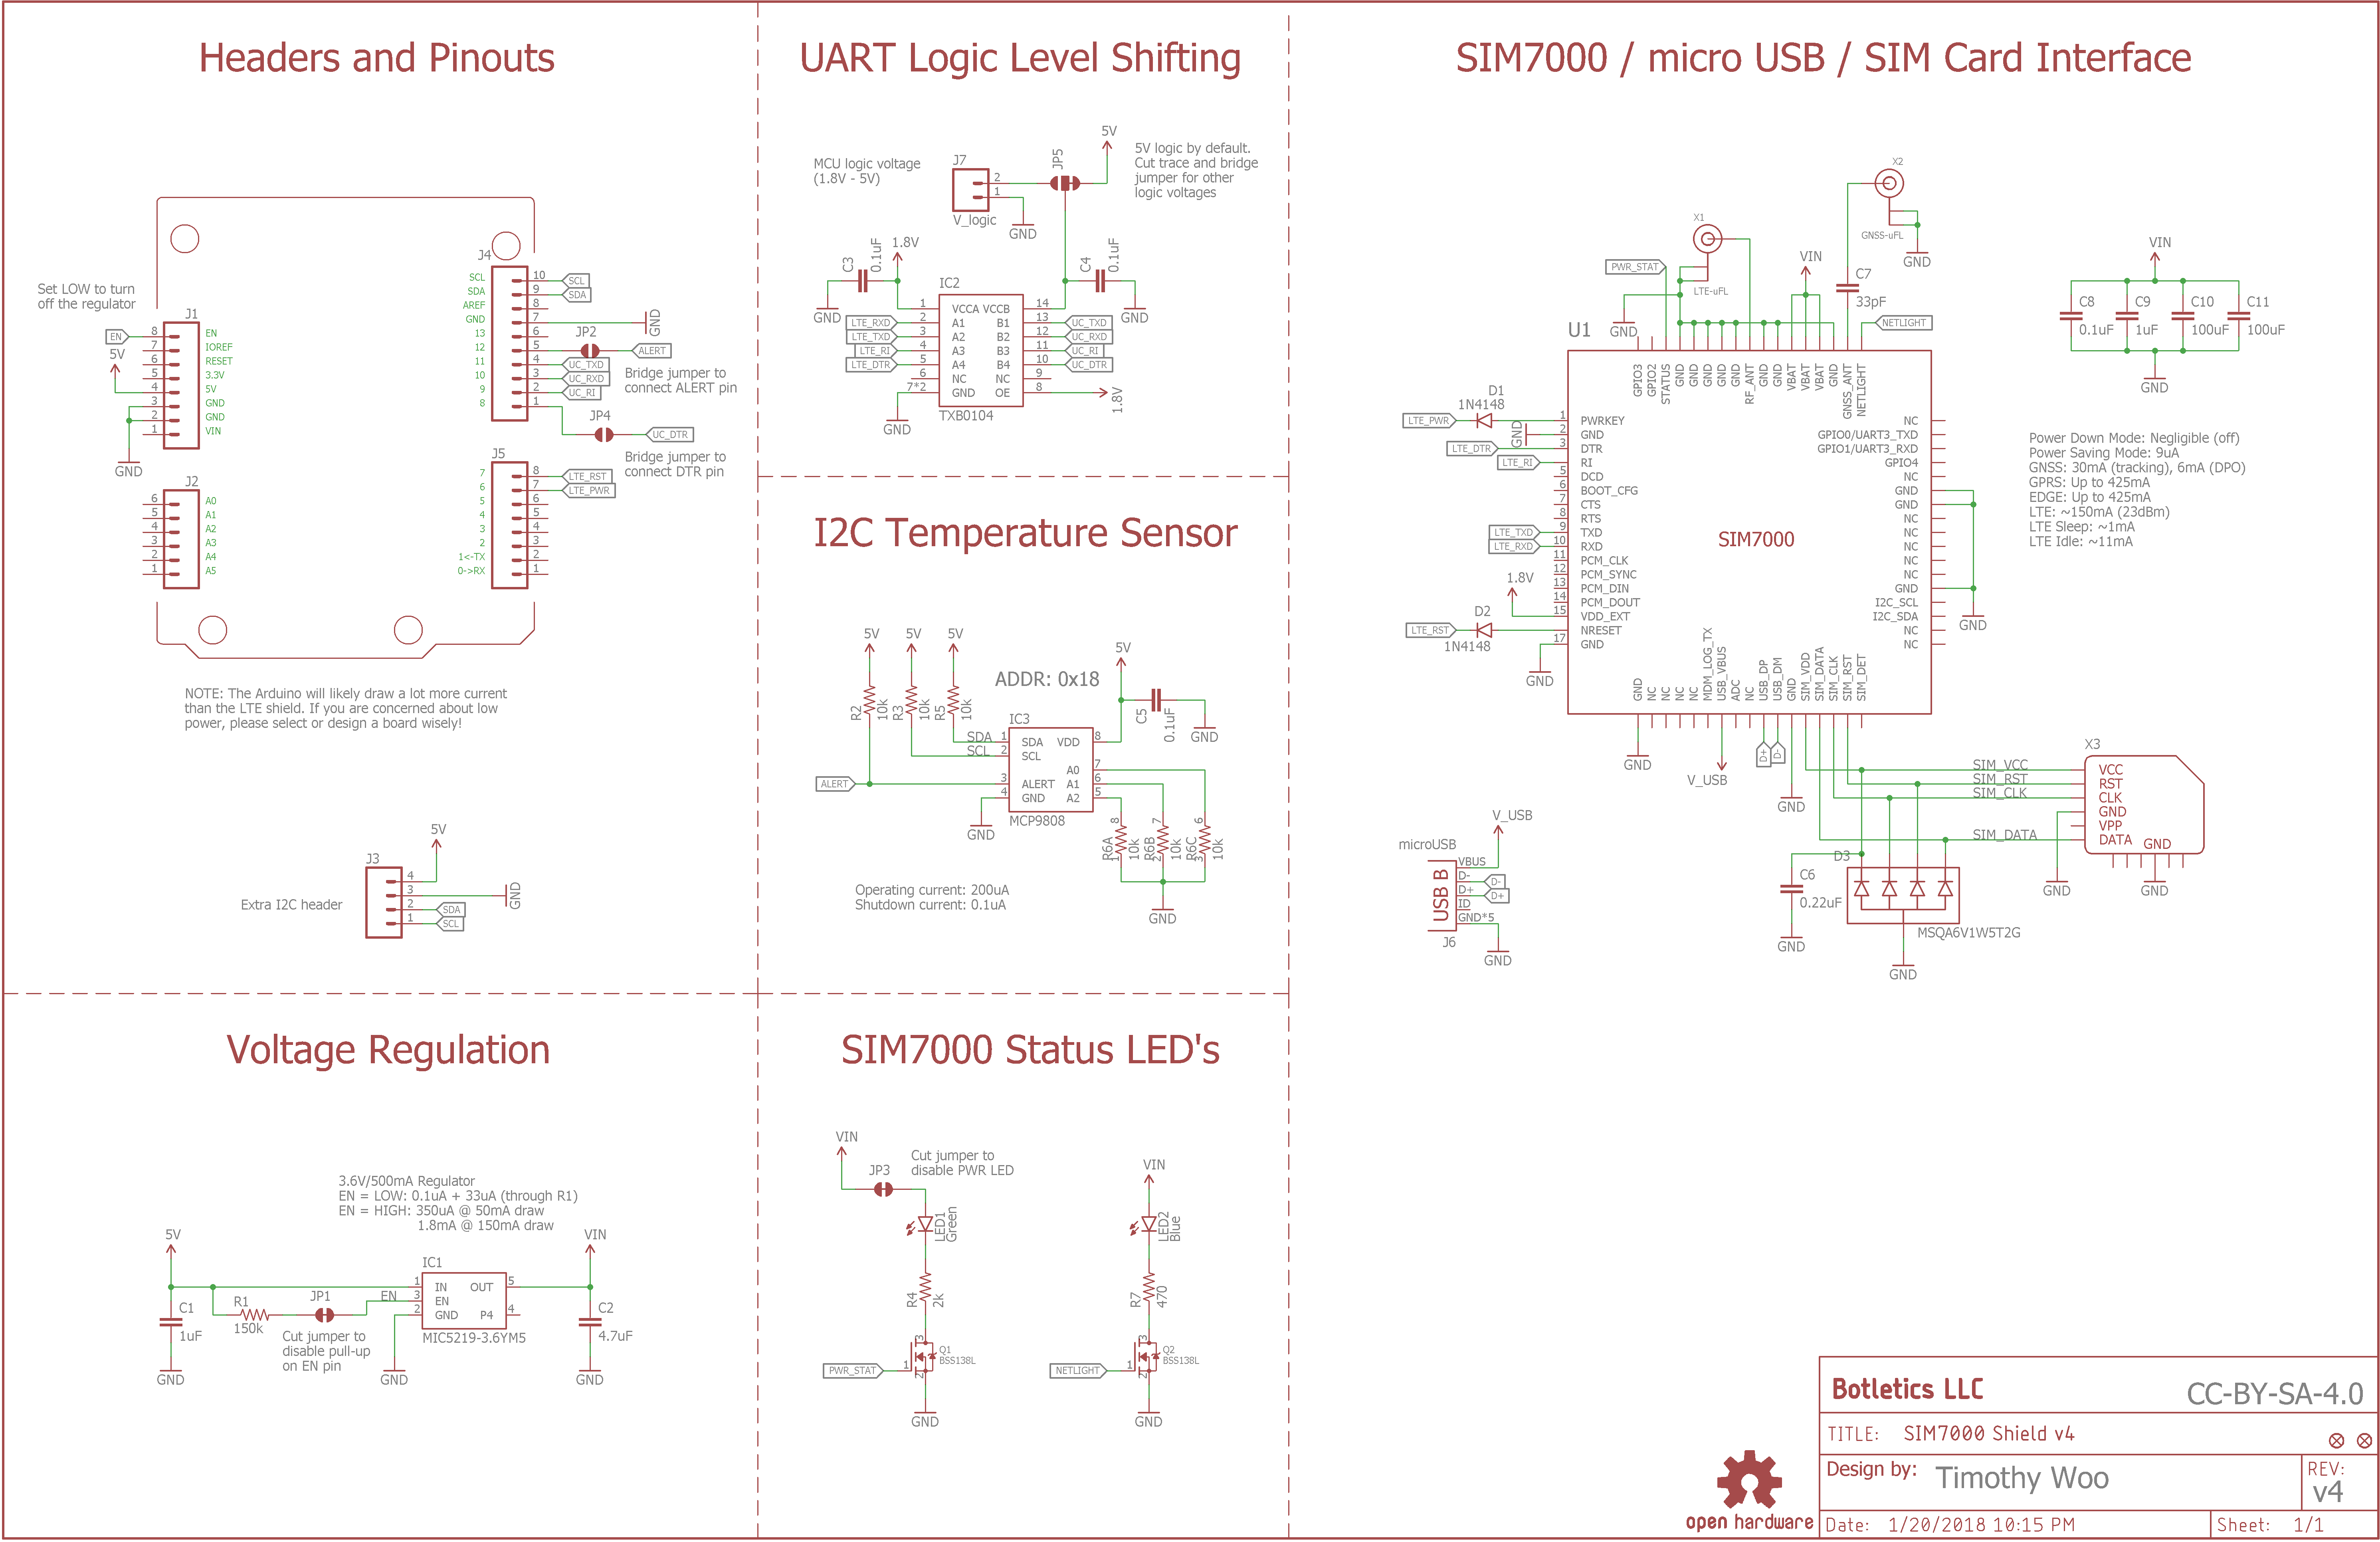 Headers and Pinouts
Set LOW to turn
off the regulator
J1
EN
5V
GND
8 EN
7 IOREF
6 RESET
5 3.3V
4 5V
3 GND
2 GND
1 VIN
J2
6 A0
5 A1
4 A2
3 A3
2 A4
1 A5
J4
SCL 10 SCL
SDA 9 SDA
AREF 8
GND 7 GND
13 6
12 5 JP2 ALERT
11 4 UC_TXD
10 3 UC_RXD
9 2 UC_RI
8 1 JP4 UC_DTR
Bridge jumper to
connect ALERT pin
Bridge jumper to
connect DTR pin
J5
7 8 LTE_RST
6 7 LTE_PWR
5 6
4 5
3 4
2 3
1<-TX 2
0->RX 1
NOTE: The Arduino will likely draw a lot more current
than the LTE shield. If you are concerned about low
power, please select or design a board wisely!
5V
J3
Extra I2C header
4
3 GND
2 SDA
1 SCL
Voltage Regulation
3.6V/500mA Regulator
EN = LOW: 0.1uA + 33uA (through R1)
EN = HIGH: 350uA @ 50mA draw
1.8mA @ 150mA draw
5V
VIN
IC1
1 IN OUT 5
EN 3 EN
2 GND P4 4
MIC5219-3.6YM5
R1
150k
JP1
Cut jumper to
disable pull-up
on EN pin
C1
1uF
C2
4.7uF
GND
GND
GND
UART Logic Level Shifting
MCU logic voltage
(1.8V - 5V)
J7
2
1
V_logic
GND
JP5
5V
5V logic by default.
Cut trace and bridge
jumper for other
logic voltages
C3
0.1uF
1.8V
GND
C4
0.1uF
GND
IC2
1 VCCA VCCB 14
LTE_RXD 2 A1 B1 13 UC_TXD
LTE_TXD 3 A2 B2 12 UC_RXD
LTE_RI 4 A3 B3 11 UC_RI
LTE_DTR 5 A4 B4 10 UC_DTR
6 NC NC 9
7*2 GND OE 8 1.8V
TXB0104
GND
I2C Temperature Sensor
5V 5V 5V
5V
R2 10k
R3 10k
R5 10k
ADDR: 0x18
C5
0.1uF
GND
IC3
SDA 1 SDA VDD 8
SCL 2 SCL
A0 7
ALERT 3 ALERT A1 6
4 GND A2 5
MCP9808
GND
8 R6A 1 10k
7 R6B 2 10k
6 R6C 3 10k
GND
Operating current: 200uA
Shutdown current: 0.1uA
SIM7000 Status LED's
VIN
JP3
Cut jumper to
disable PWR LED
LED1
Green
R4
2k
PWR_STAT
1
3
2
Q1
BSS138L
GND
VIN
LED2
Blue
R7
470
NETLIGHT
1
3
2
Q2
BSS138L
GND
SIM7000 / micro USB / SIM Card Interface
X2
GNSS-uFL
GND
X1
LTE-uFL
PWR_STAT
GND
VIN
C7
33pF
NETLIGHT
VIN
C8
0.1uF
C9
1uF
C10
100uF
C11
100uF
GND
U1
GPIO3
GPIO2
STATUS
GND
GND
GND
GND
GND
RF_ANT
GND
GND
VBAT
VBAT
VBAT
GND
GNSS_ANT
NETLIGHT
D1
1N4148
LTE_PWR 1 PWRKEY
GND 2 GND
LTE_DTR 3 DTR
LTE_RI RI
5 DCD
6 BOOT_CFG
7 CTS
8 RTS
LTE_TXD 9 TXD
LTE_RXD 10 RXD
11 PCM_CLK
12 PCM_SYNC
13 PCM_DIN
14 PCM_DOUT
1.8V
15 VDD_EXT
D2
LTE_RST NRESET
1N4148
17 GND
GND
SIM7000
NC
GPIO0/UART3_TXD
GPIO1/UART3_RXD
GPIO4
NC
GND
GND
NC
NC
NC
NC
GND
I2C_SCL
I2C_SDA
NC
NC
GND
GND
NC
NC
NC
NC
MDM_LOG_TX
USB_VBUS
ADC
NC
USB_DP
USB_DM
GND
SIM_VDD
SIM_DATA
SIM_CLK
SIM_RST
SIM_DET
Power Down Mode: Negligible (off)
Power Saving Mode: 9uA
GNSS: 30mA (tracking), 6mA (DPO)
GPRS: Up to 425mA
EDGE: Up to 425mA
LTE: ~150mA (23dBm)
LTE Sleep: ~1mA
LTE Idle: ~11mA
GND
V_USB
D+
D-
GND
X3
SIM_VCC VCC
SIM_RST RST
SIM_CLK CLK
GND
VPP
SIM_DATA DATA GND
GND
GND
D3
C6
0.22uF
GND
MSQA6V1W5T2G
GND
V_USB
microUSB
USB B
VBUS
D- D-
D+ D+
ID
GND*5
J6
GND
Botletics LLC
CC-BY-SA-4.0
TITLE: SIM7000 Shield v4
Design by: Timothy Woo
REV:
v4
Date: 1/20/2018 10:15 PM
Sheet: 1/1
open hardware